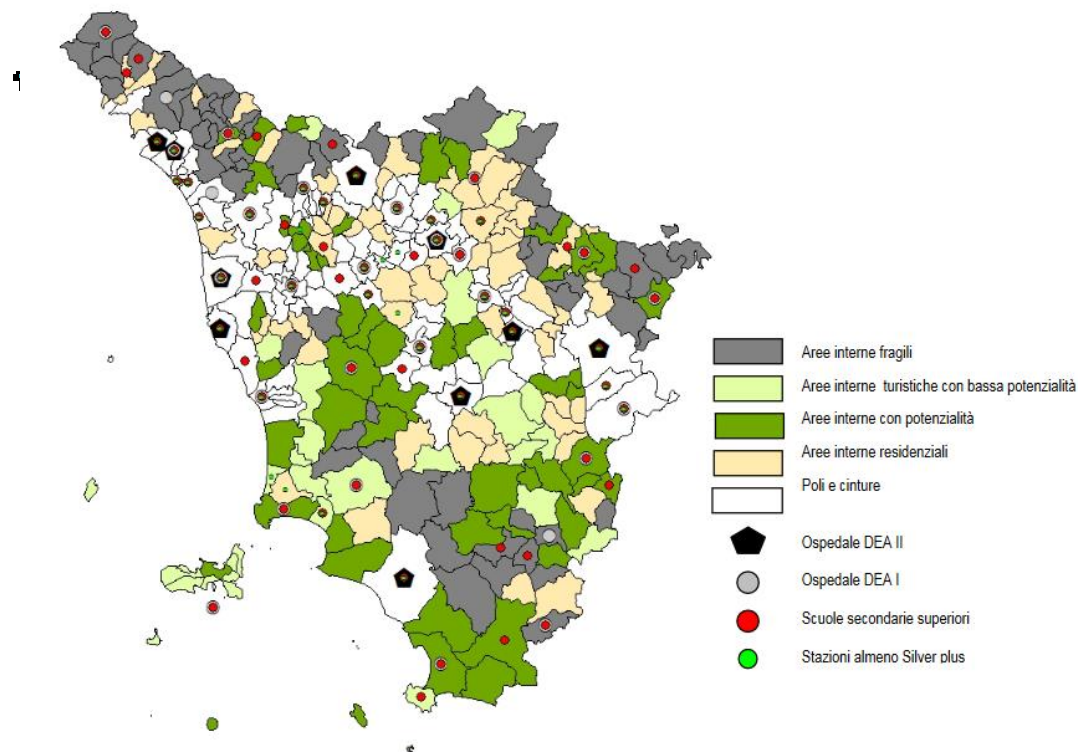 Aree interne fragili
Aree interne turistiche con bassa potenzialità
Aree interne con potenzialità
Aree interne residenziali
Poli e cinture
Ospedale DEA II
Ospedale DEA I
Scuole secondarie superiori
Stazioni almeno Silver plus